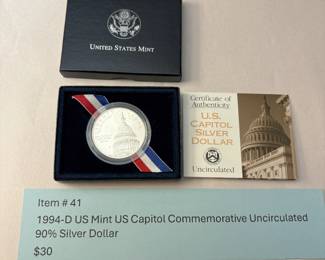 UNITED STATES MINT
Certificate of
Authenticity
U.S.
CAPITOL
SILVER
DOLLAR
Uncirculated
Item # 41
1994-D US Mint US Capitol Commemorative Uncirculated
90% Silver Dollar
$30